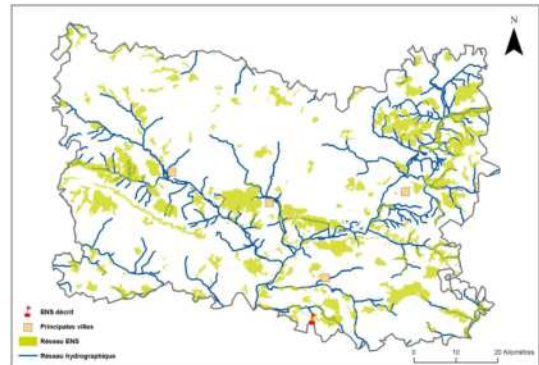 N
ENS décrit
Principales villes
Réseau ENS
Réseau hydrographique
0 10 20 Kilomètres